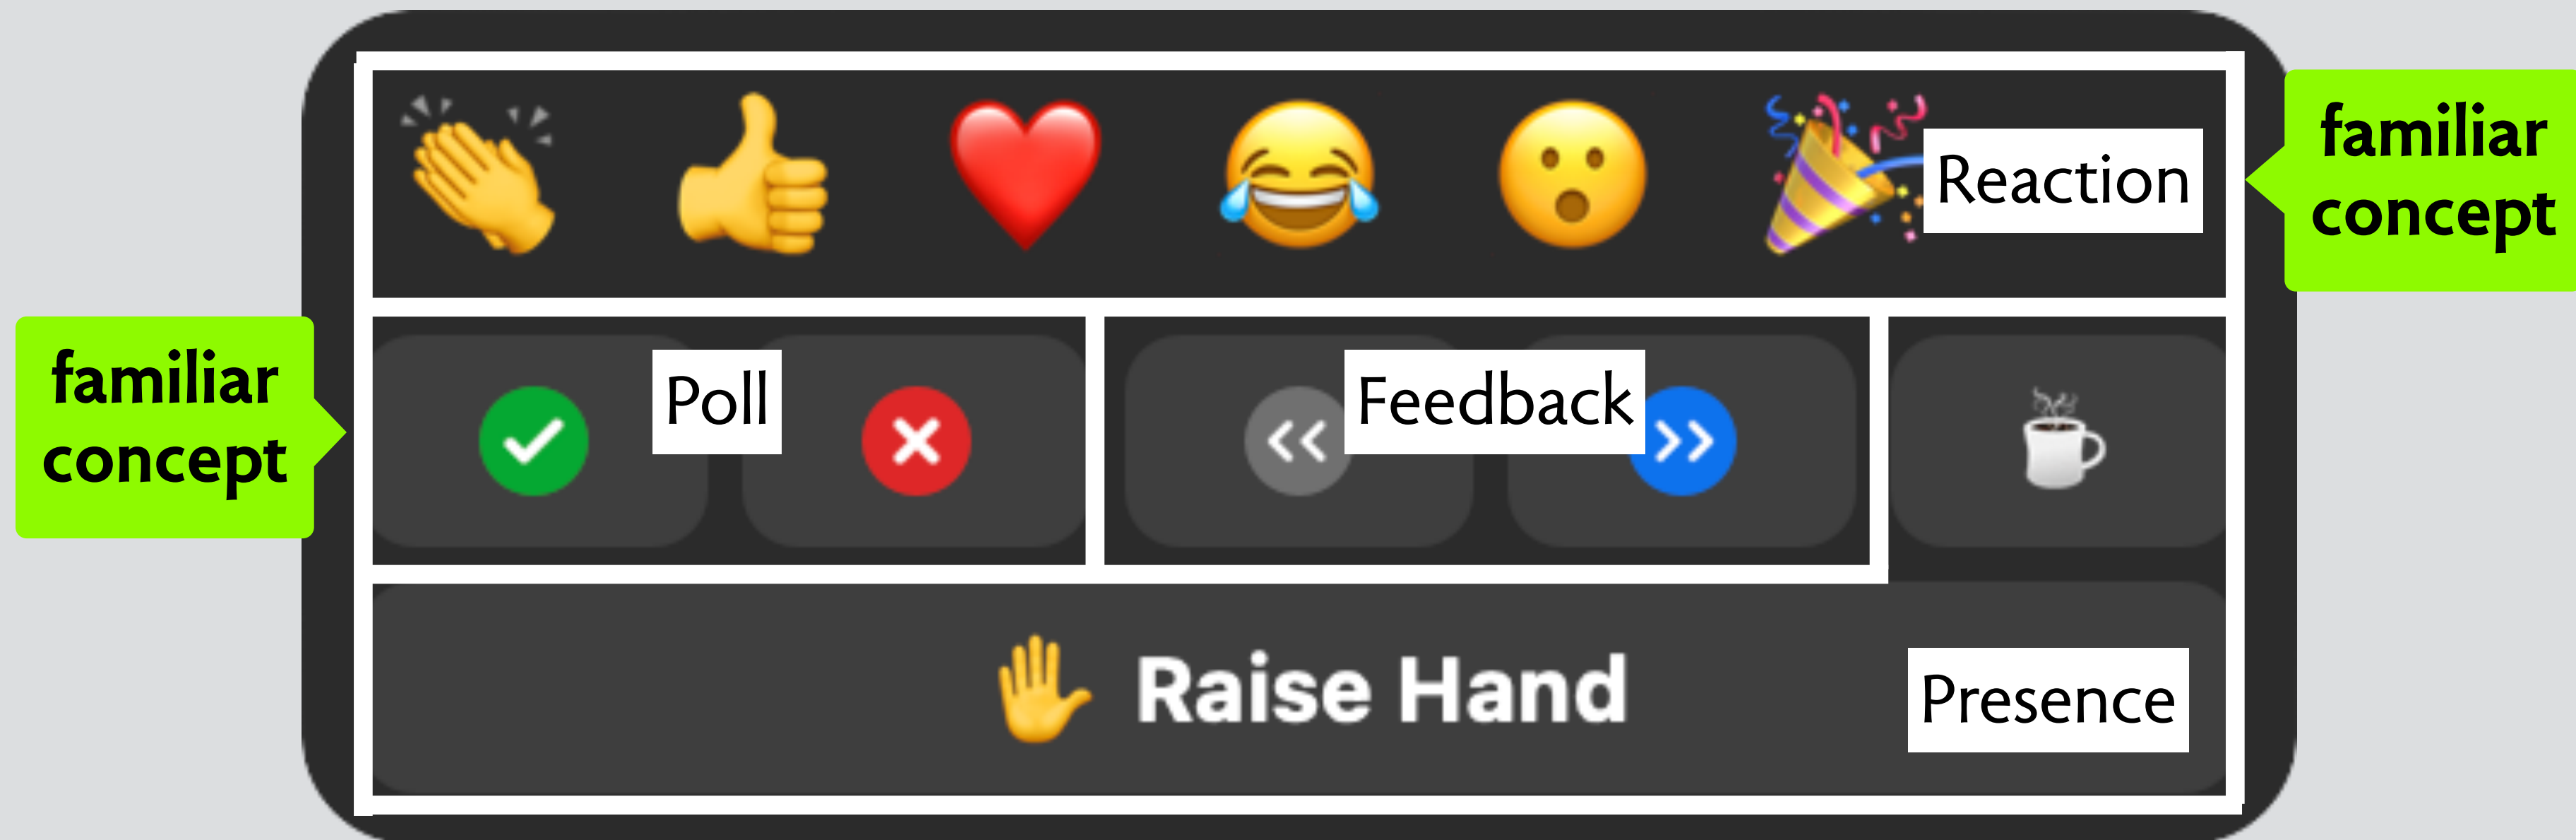 Reaction
familiar
concept
familiar
concept
Poll
Feedback
Raise Hand
Presence